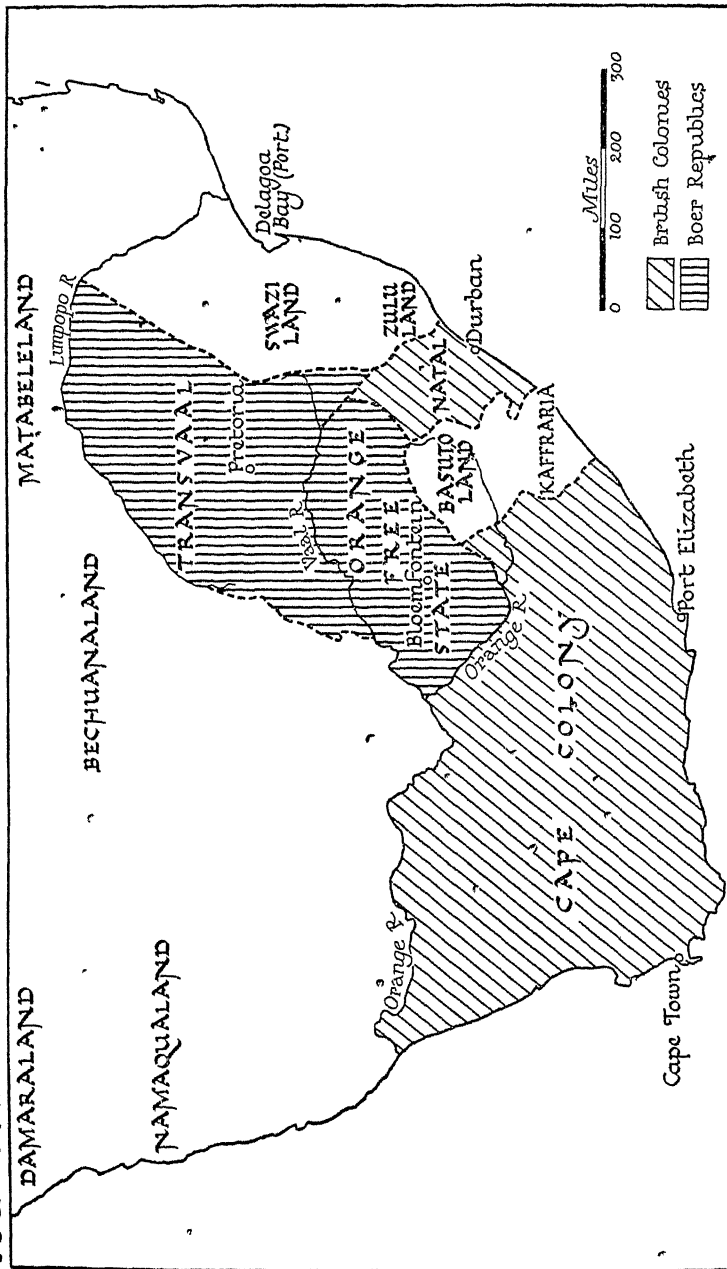 DAMARALAND
NAMAQUALAND
BECHUANALAND
MATABELELAND
Limpopo R
TRANSVAAL
Pretoria
Vaal R.
ORANGE
FREE
STATE
Bloemfontein
Orange R
SWAZI
LAND
Delagoa
Bay (Port.)
ZULU
LAND
NATAL
Durban
BASUTO
LAND
KAFFRARIA
Orange R
CAPE COLONY
Cape Town
Port Elizabeth
Miles
0 100 200 300
British Colonies
Boer Republics